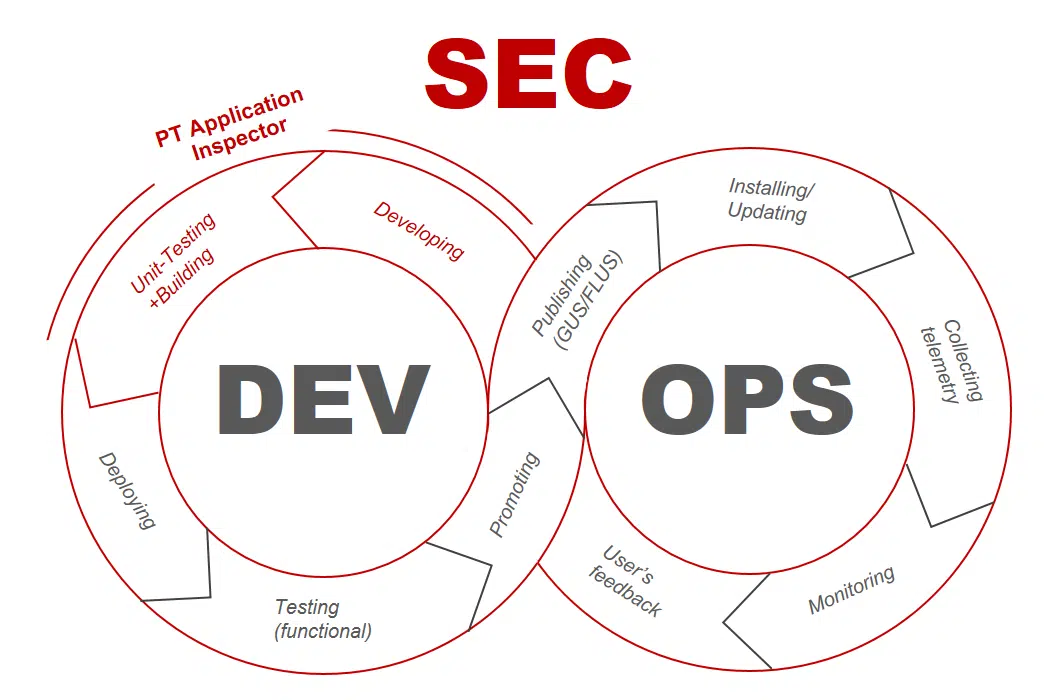 SEC
PT Application
Inspector
Developing
Unit-Testing
+Building
Deploying
Testing
(functional)
Promoting
DEV
Publishing
(GUS/FLUS)
Installing/
Updating
Collecting
telemetry
Monitoring
User’s
feedback
OPS